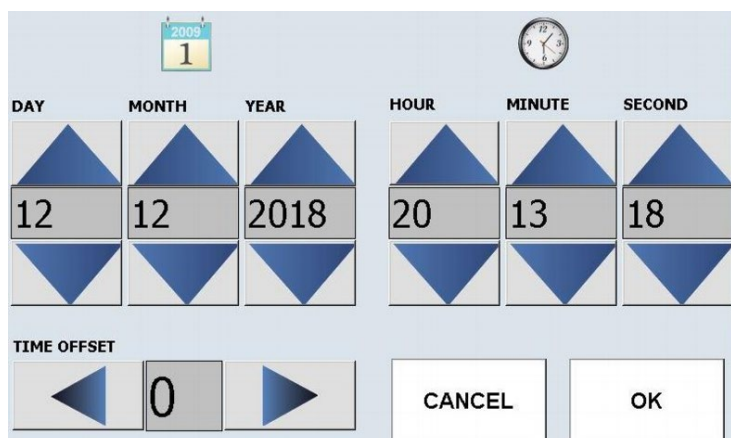 2009
1
DAY MONTH YEAR HOUR MINUTE SECOND
12 12 2018 20 13 18
TIME OFFSET
0
CANCEL OK